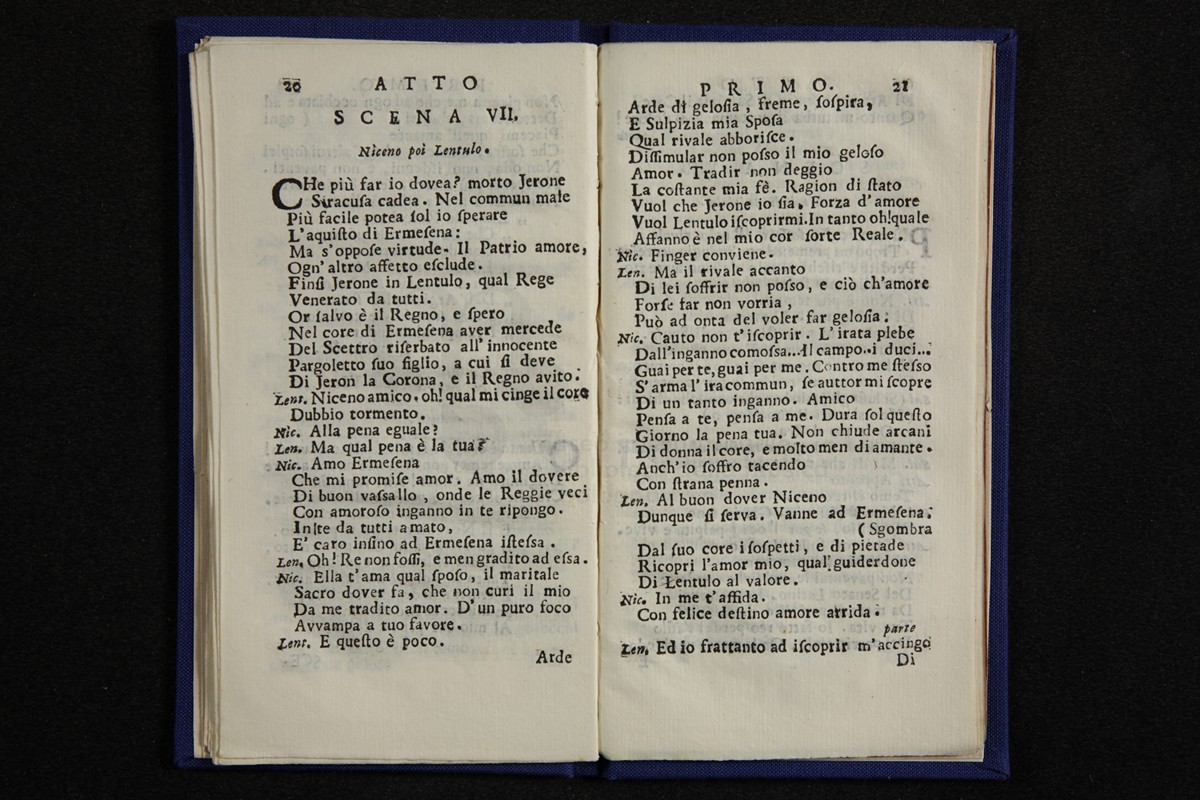 20 ATTO
SCENA VII.
Niceno poi Lentulo.
CHe più far io dovea? morto Jerone
Siracusa cadea. Nel commun male
Più facile potea ſol io ſperare
L'aquiſto di Ermeſena:
Ma s'oppoſe virtude. Il Patrio amore,
Ogn'altro affetto eſclude.
Finſi Jerone in Lentulo, qual Rege
Venerato da tutti.
Or ſalvo è il Regno, e ſpero
Nel core di Ermeſena aver mercede
Del Scettro riſerbato all'innocente
Pargoletto ſuo figlio, a cui ſi deve
Di Jeron la Corona, e il Regno avito.
Lent. Niceno amico. oh! qual mi cinge il core
Dubbio tormento.
Nic. Alla pena eguale?
Len. Ma qual pena è la tua?
Nic. Amo Ermeſena
Che mi promiſe amor. Amo il dovere
Di buon vaſsallo, onde le Reggie veci
Con amoroſo inganno in te ripongo.
In te da tutti amato,
E' caro inſino ad Ermeſena iſteſsa.
Len. Oh! Re non foſſi, e men gradito ad eſsa.
Nic. Ella t'ama qual ſpoſo, il maritale
Sacro dover fa, che non curi il mio
Da me tradito amor. D'un puro foco
Avvampa a tuo favore.
Lent. E queſto è poco.
Arde
PRIMO. 21
Arde di geloſia, freme, ſoſpira,
E Sulpizia mia Spoſa
Qual rivale abboriſce.
Diſſimular non poſso il mio geloſo
Amor. Tradir non deggio
La coſtante mia fê. Ragion di ſtato
Vuol che Jerone io ſia. Forza d'amore
Vuol Lentulo iſcoprirmi. In tanto oh! quale
Affanno è nel mio cor ſorte Reale.
Nic. Finger conviene.
Len. Ma il rivale accanto
Di lei ſoffrir non poſso, e ciò ch'amore
Forſe far non vorria,
Può ad onta del voler far geloſia.
Nic. Cauto non t'iſcoprir. L'irata plebe
Dall'inganno comoſsa...Il campo..i duci...
Guai per te, guai per me. Contro me ſteſso
S'arma l'ira commun, ſe auttor mi ſcopre
Di un tanto inganno. Amico
Penſa a te, penſa a me. Dura ſol queſto
Giorno la pena tua. Non chiude arcani
Di donna il core, e molto men di amante.
Anch'io ſoffro tacendo
Con ſtrana penna.
Len. Al buon dover Niceno
Dunque ſi ſerva. Vanne ad Ermeſena.
(Sgombra
Dal ſuo core i ſoſpetti, e di pietade
Ricopri l'amor mio, qual guiderdone
Di Lentulo al valore.
Nic. In me t'affida.
Con felice deſtino amore arrida.
parte
Len. Ed io frattanto ad iſcoprir m'accingo
Di